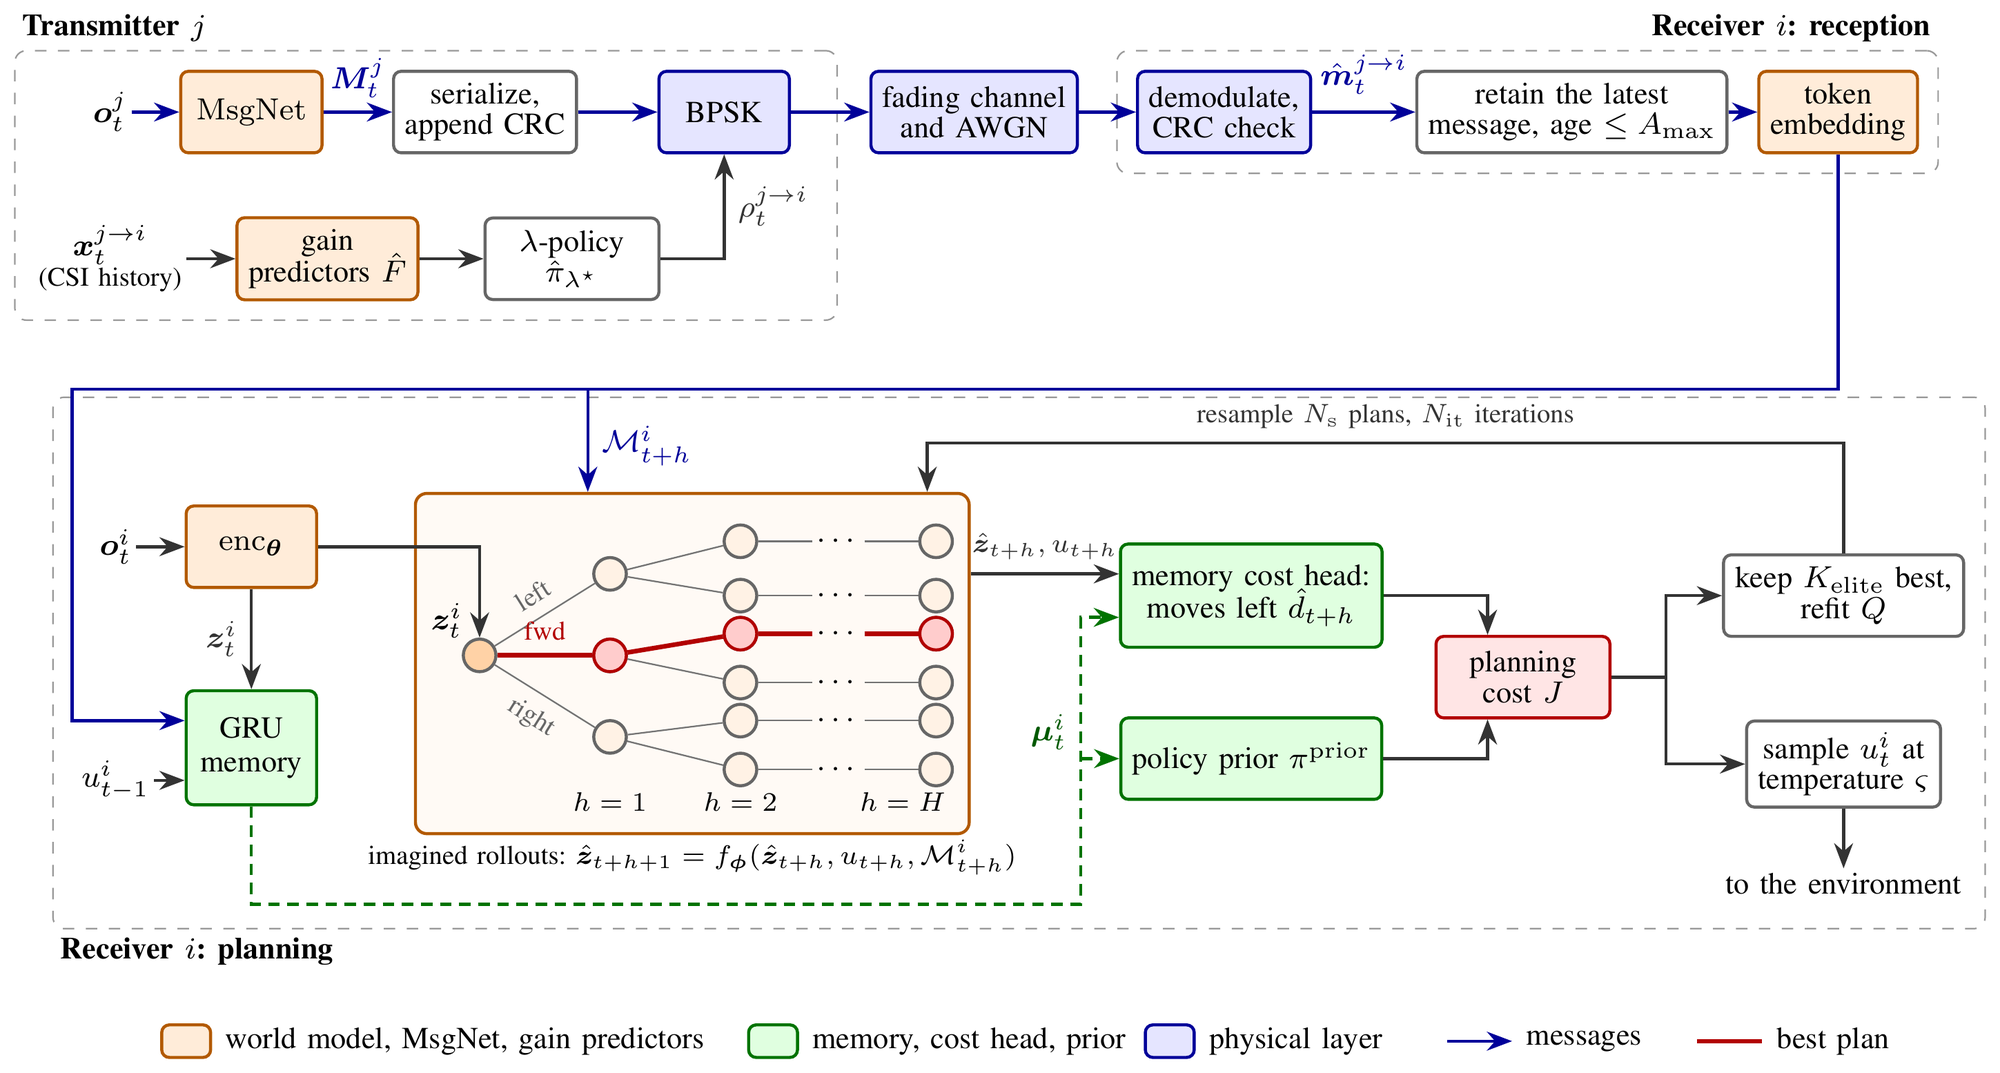 Transmitter j
Receiver i: reception
o_t^j
MsgNet
M_t^j
serialize,
append CRC
BPSK
fading channel
and AWGN
demodulate,
CRC check
m̂_t^{j→i}
retain the latest
message, age ≤ A_max
token
embedding
x_t^{j→i}
(CSI history)
gain
predictors F̂
λ-policy
π̂_{λ⋆}
ρ_t^{j→i}
resample N_s plans, N_it iterations
M_{t+h}^i
o_t^i
enc_θ
z_t^i
GRU
memory
u_{t−1}^i
z_t^i
left
fwd
right
· · ·
· · ·
· · ·
· · ·
· · ·
· · ·
h = 1
h = 2
h = H
imagined rollouts: ẑ_{t+h+1} = f_ϕ(ẑ_{t+h}, u_{t+h}, M_{t+h}^i)
ẑ_{t+h}, u_{t+h}
memory cost head:
moves left d̂_{t+h}
μ_t^i
policy prior π^prior
planning
cost J
keep K_elite best,
refit Q
sample u_t^i at
temperature ς
to the environment
Receiver i: planning
world model, MsgNet, gain predictors
memory, cost head, prior
physical layer
messages
best plan